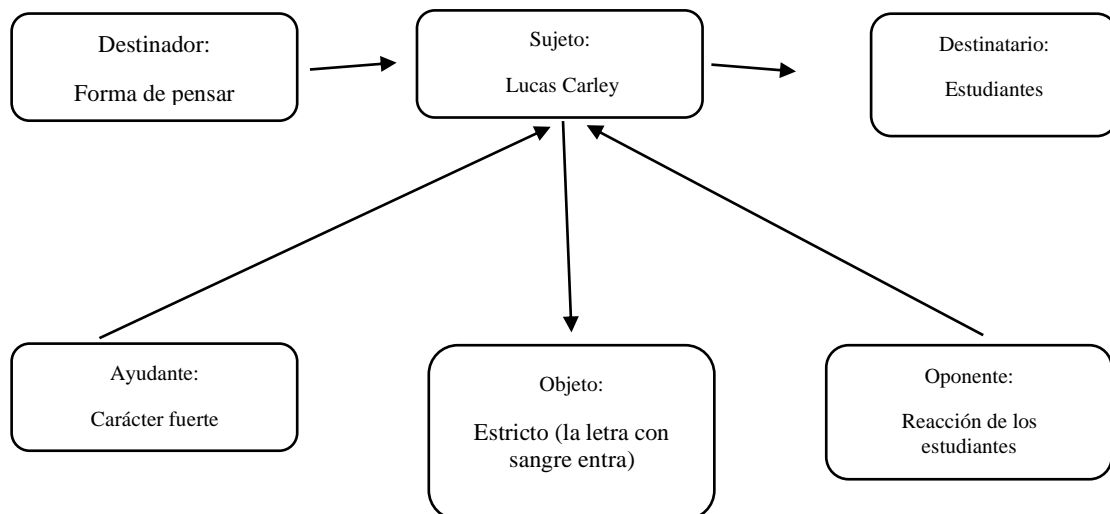 Destinador:
Forma de pensar
Sujeto:
Lucas Carley
Destinatario:
Estudiantes
Ayudante:
Carácter fuerte
Objeto:
Estricto (la letra con
sangre entra)
Oponente:
Reacción de los
estudiantes